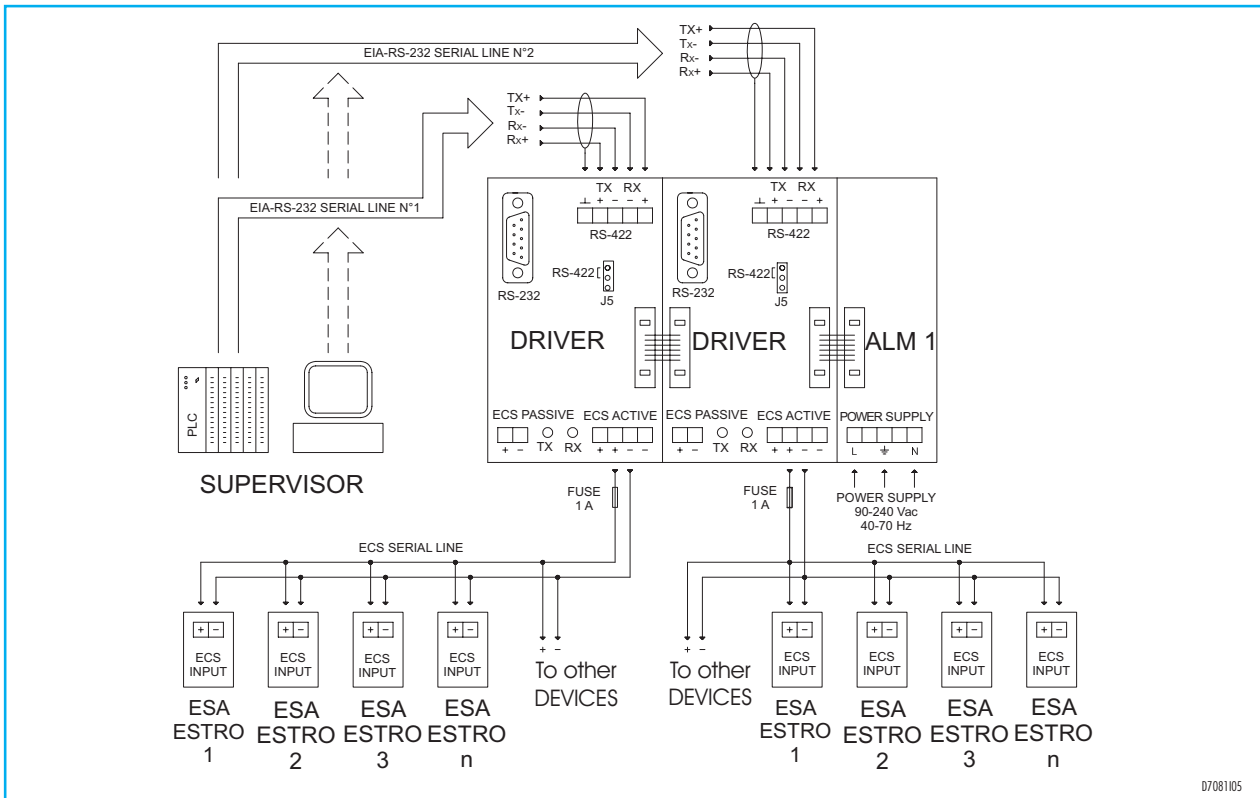 EIA-RS-232 SERIAL LINE N°2
TX+
Tx-
Rx-
Rx+
TX+
Tx-
Rx-
Rx+
EIA-RS-232 SERIAL LINE N°1
TX RX
+ − − +
RS-422
RS-232
RS-422
J5
DRIVER
TX RX
+ − − +
RS-422
RS-232
RS-422
J5
DRIVER
ALM 1
PLC
SUPERVISOR
ECS PASSIVE
+ −
TX RX
ECS ACTIVE
+ + − −
ECS PASSIVE
+ −
TX RX
ECS ACTIVE
+ + − −
POWER SUPPLY
L N
FUSE
1 A
FUSE
1 A
POWER SUPPLY
90-240 Vac
40-70 Hz
ECS SERIAL LINE
ECS SERIAL LINE
+ −
ECS
INPUT
ESA
ESTRO
1
+ −
ECS
INPUT
ESA
ESTRO
2
+ −
ECS
INPUT
ESA
ESTRO
3
+ −
ECS
INPUT
ESA
ESTRO
n
+ −
To other
DEVICES
+ −
To other
DEVICES
+ −
ECS
INPUT
ESA
ESTRO
1
+ −
ECS
INPUT
ESA
ESTRO
2
+ −
ECS
INPUT
ESA
ESTRO
3
+ −
ECS
INPUT
ESA
ESTRO
n
D7081I05